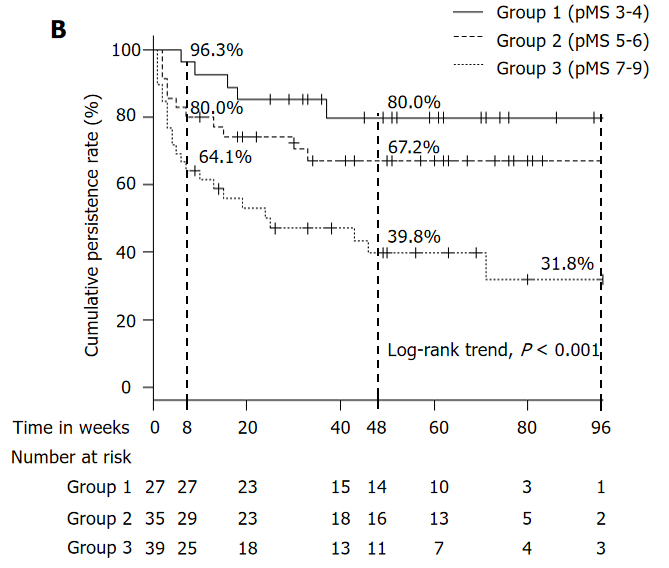 B
Group 1 (pMS 3-4)
Group 2 (pMS 5-6)
Group 3 (pMS 7-9)
Cumulative persistence rate (%)
100
80
60
40
20
0
96.3%
80.0%
64.1%
80.0%
67.2%
39.8%
31.8%
Log-rank trend, P < 0.001
Time in weeks 0 8 20 40 48 60 80 96
Number at risk
Group 1 27 27 23 15 14 10 3 1
Group 2 35 29 23 18 16 13 5 2
Group 3 39 25 18 13 11 7 4 3